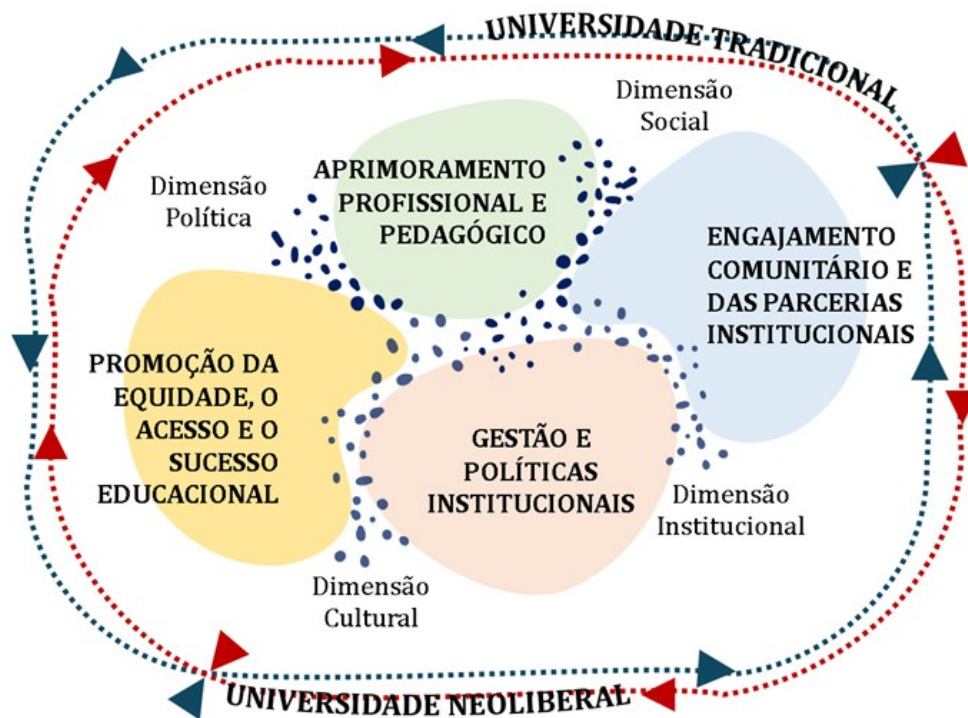 UNIVERSIDADE TRADICIONAL
Dimensão
Social
APRIMORAMENTO
PROFISSIONAL E
PEDAGÓGICO
Dimensão
Política
ENGAJAMENTO
COMUNITÁRIO E
DAS PARCERIAS
INSTITUCIONAIS
PROMOÇÃO DA
EQUIDADE, O
ACESSO E O
SUCESSO
EDUCACIONAL
GESTÃO E
POLÍTICAS
INSTITUCIONAIS
Dimensão
Institucional
Dimensão
Cultural
UNIVERSIDADE NEOLIBERAL